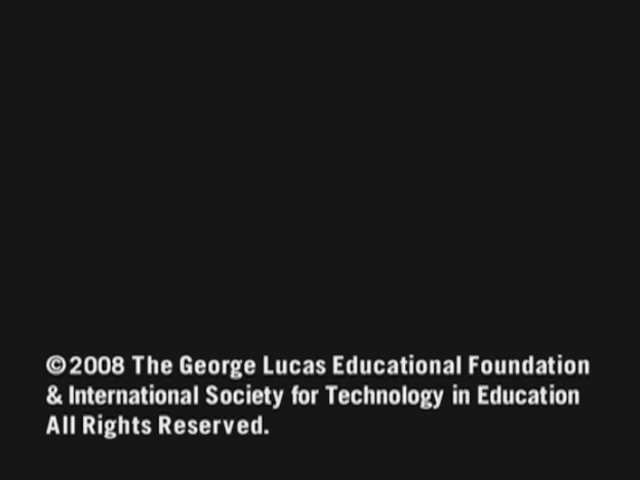 ©2008 The George Lucas Educational Foundation
& International Society for Technology in Education
All Rights Reserved.